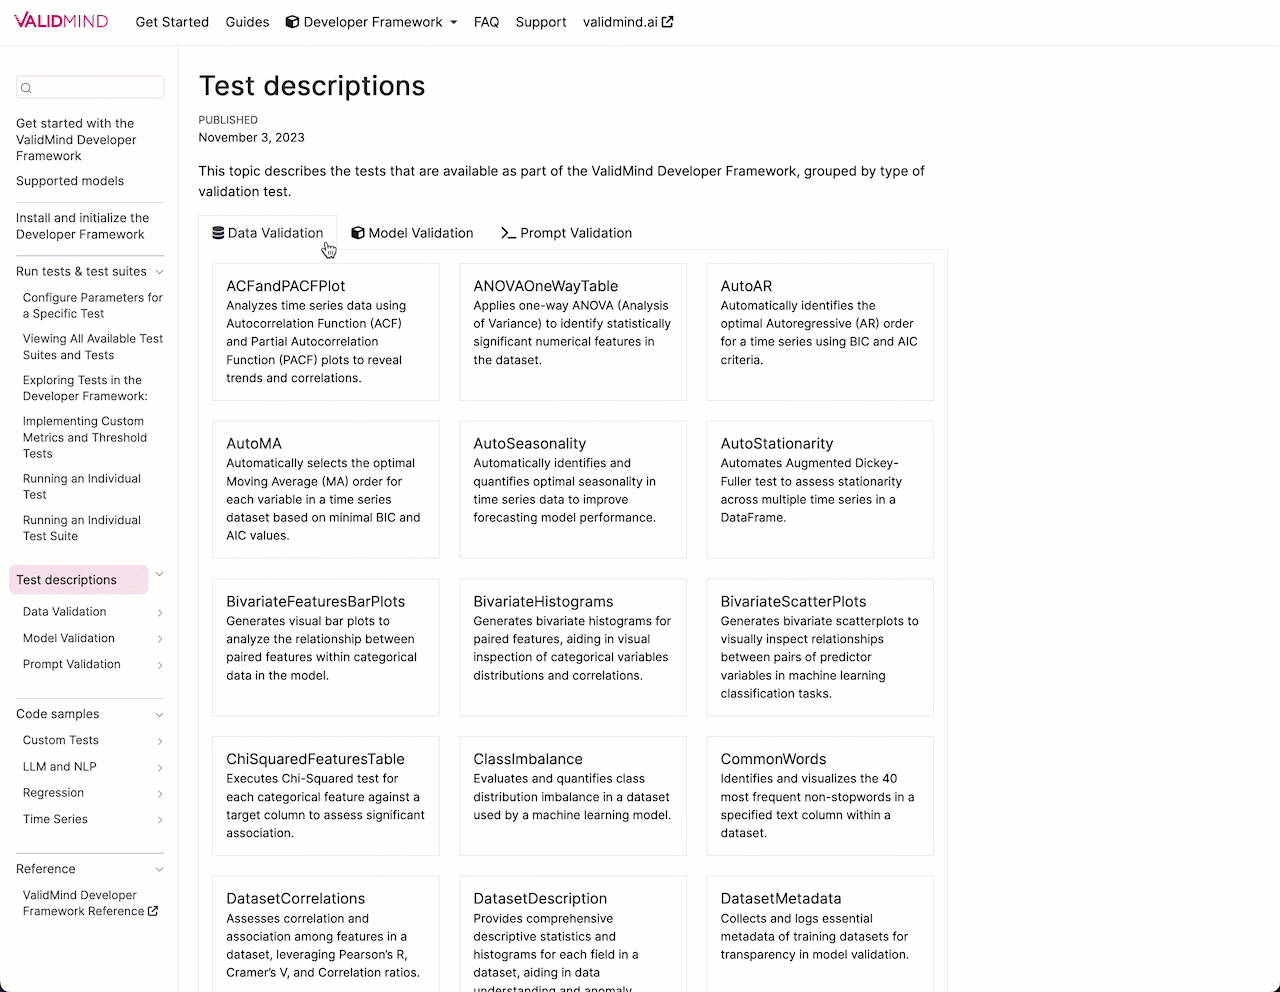 VALIDMIND
Get Started
Guides
Developer Framework
FAQ
Support
validmind.ai
Get started with the
ValidMind Developer
Framework
Supported models
Install and initialize the
Developer Framework
Run tests & test suites
Configure Parameters for
a Specific Test
Viewing All Available Test
Suites and Tests
Exploring Tests in the
Developer Framework:
Implementing Custom
Metrics and Threshold
Tests
Running an Individual
Test
Running an Individual
Test Suite
Test descriptions
Data Validation
Model Validation
Prompt Validation
Code samples
Custom Tests
LLM and NLP
Regression
Time Series
Reference
ValidMind Developer
Framework Reference
Test descriptions
PUBLISHED
November 3, 2023
This topic describes the tests that are available as part of the ValidMind Developer Framework, grouped by type of
validation test.
Data Validation
Model Validation
Prompt Validation
ACFandPACFPlot
Analyzes time series data using
Autocorrelation Function (ACF)
and Partial Autocorrelation
Function (PACF) plots to reveal
trends and correlations.
ANOVAOneWayTable
Applies one-way ANOVA (Analysis
of Variance) to identify statistically
significant numerical features in
the dataset.
AutoAR
Automatically identifies the
optimal Autoregressive (AR) order
for a time series using BIC and AIC
criteria.
AutoMA
Automatically selects the optimal
Moving Average (MA) order for
each variable in a time series
dataset based on minimal BIC and
AIC values.
AutoSeasonality
Automatically identifies and
quantifies optimal seasonality in
time series data to improve
forecasting model performance.
AutoStationarity
Automates Augmented Dickey-
Fuller test to assess stationarity
across multiple time series in a
DataFrame.
BivariateFeaturesBarPlots
Generates visual bar plots to
analyze the relationship between
paired features within categorical
data in the model.
BivariateHistograms
Generates bivariate histograms for
paired features, aiding in visual
inspection of categorical variables
distributions and correlations.
BivariateScatterPlots
Generates bivariate scatterplots to
visually inspect relationships
between pairs of predictor
variables in machine learning
classification tasks.
ChiSquaredFeaturesTable
Executes Chi-Squared test for
each categorical feature against a
target column to assess significant
association.
ClassImbalance
Evaluates and quantifies class
distribution imbalance in a dataset
used by a machine learning model.
CommonWords
Identifies and visualizes the 40
most frequent non-stopwords in a
specified text column within a
dataset.
DatasetCorrelations
Assesses correlation and
association among features in a
dataset, leveraging Pearson's R,
Cramer's V, and Correlation ratios.
DatasetDescription
Provides comprehensive
descriptive statistics and
histograms for each field in a
dataset, aiding in data
understanding and anomaly
DatasetMetadata
Collects and logs essential
metadata of training datasets for
transparency in model validation.